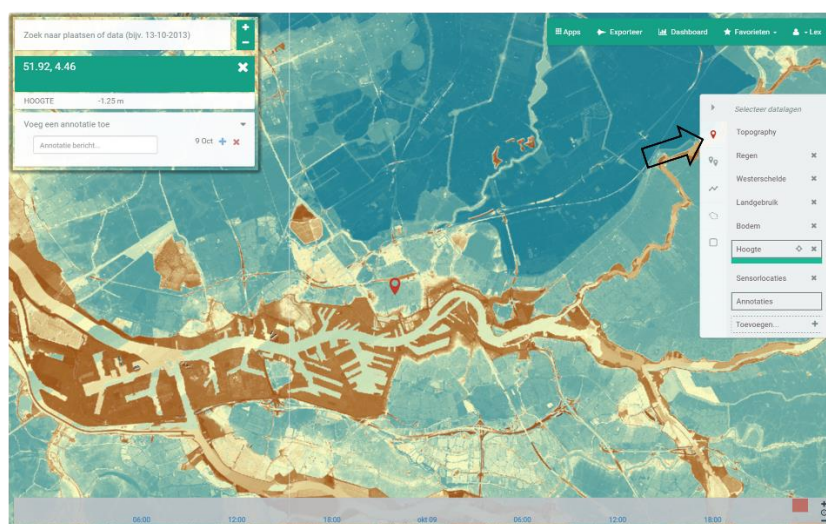 Zoek naar plaatsen of data (bijv. 13-10-2013)
+
−
Apps Exporteer Dashboard Favorieten - Lex
51.92, 4.46
HOOGTE -1.25 m
Voeg een annotatie toe
Annotatie bericht...
9 Oct
Selecteer datalagen
Topography
Regen
Westerschelde
Landgebruik
Bodem
Hoogte
Sensorlocaties
Annotaties
Toevoegen... +
06:00 12:00 18:00 okt 09 06:00 12:00 18:00